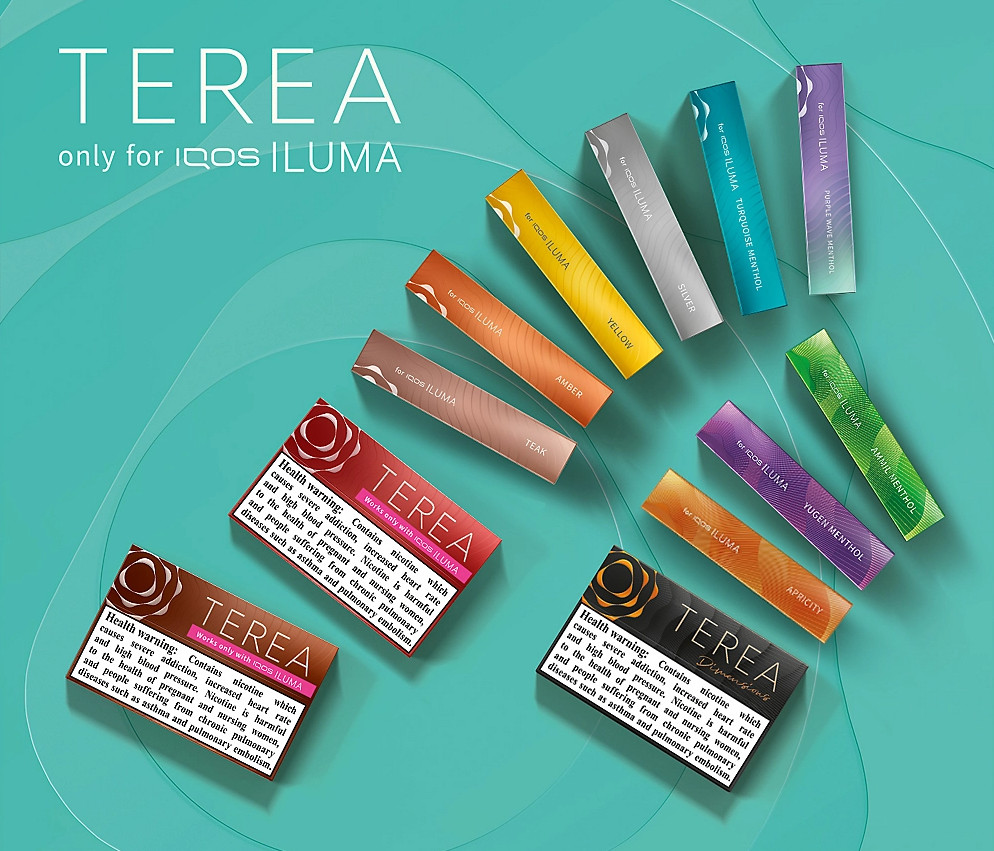 TEREA
only for IQOS ILUMA
for IQOS ILUMA PURPLE WAVE MENTHOL
for IQOS ILUMA TURQUOISE MENTHOL
for IQOS ILUMA SILVER
for IQOS ILUMA YELLOW
for IQOS ILUMA AMBER
for IQOS ILUMA TEAK
for IQOS ILUMA AMHIL MENTHOL
for IQOS ILUMA YUGEN MENTHOL
for IQOS ILUMA APRICITY
TEREA
Works only with IQOS ILUMA
Health warning: Contains nicotine which
causes severe addiction, increased heart rate
and high blood pressure. Nicotine is harmful
to the health of pregnant and nursing women,
and people suffering from chronic pulmonary
diseases such as asthma and pulmonary embolism.
TEREA
Works only with IQOS ILUMA
Health warning: Contains nicotine which
causes severe addiction, increased heart rate
and high blood pressure. Nicotine is harmful
to the health of pregnant and nursing women,
and people suffering from chronic pulmonary
diseases such as asthma and pulmonary embolism.
TEREA
Dimensions
Health warning: Contains nicotine which
causes severe addiction, increased heart rate
and high blood pressure. Nicotine is harmful
to the health of pregnant and nursing women,
and people suffering from chronic pulmonary
diseases such as asthma and pulmonary embolism.